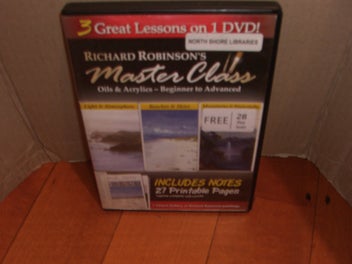 3 Great Lessons on 1 DVD!
NORTH SHORE LIBRARIES
RICHARD ROBINSON'S
Master Class
Oils & Acrylics – Beginner to Advanced
Light & Atmosphere
Beaches & Skies
FREE
28
INCLUDES NOTES
27 Printable Pages